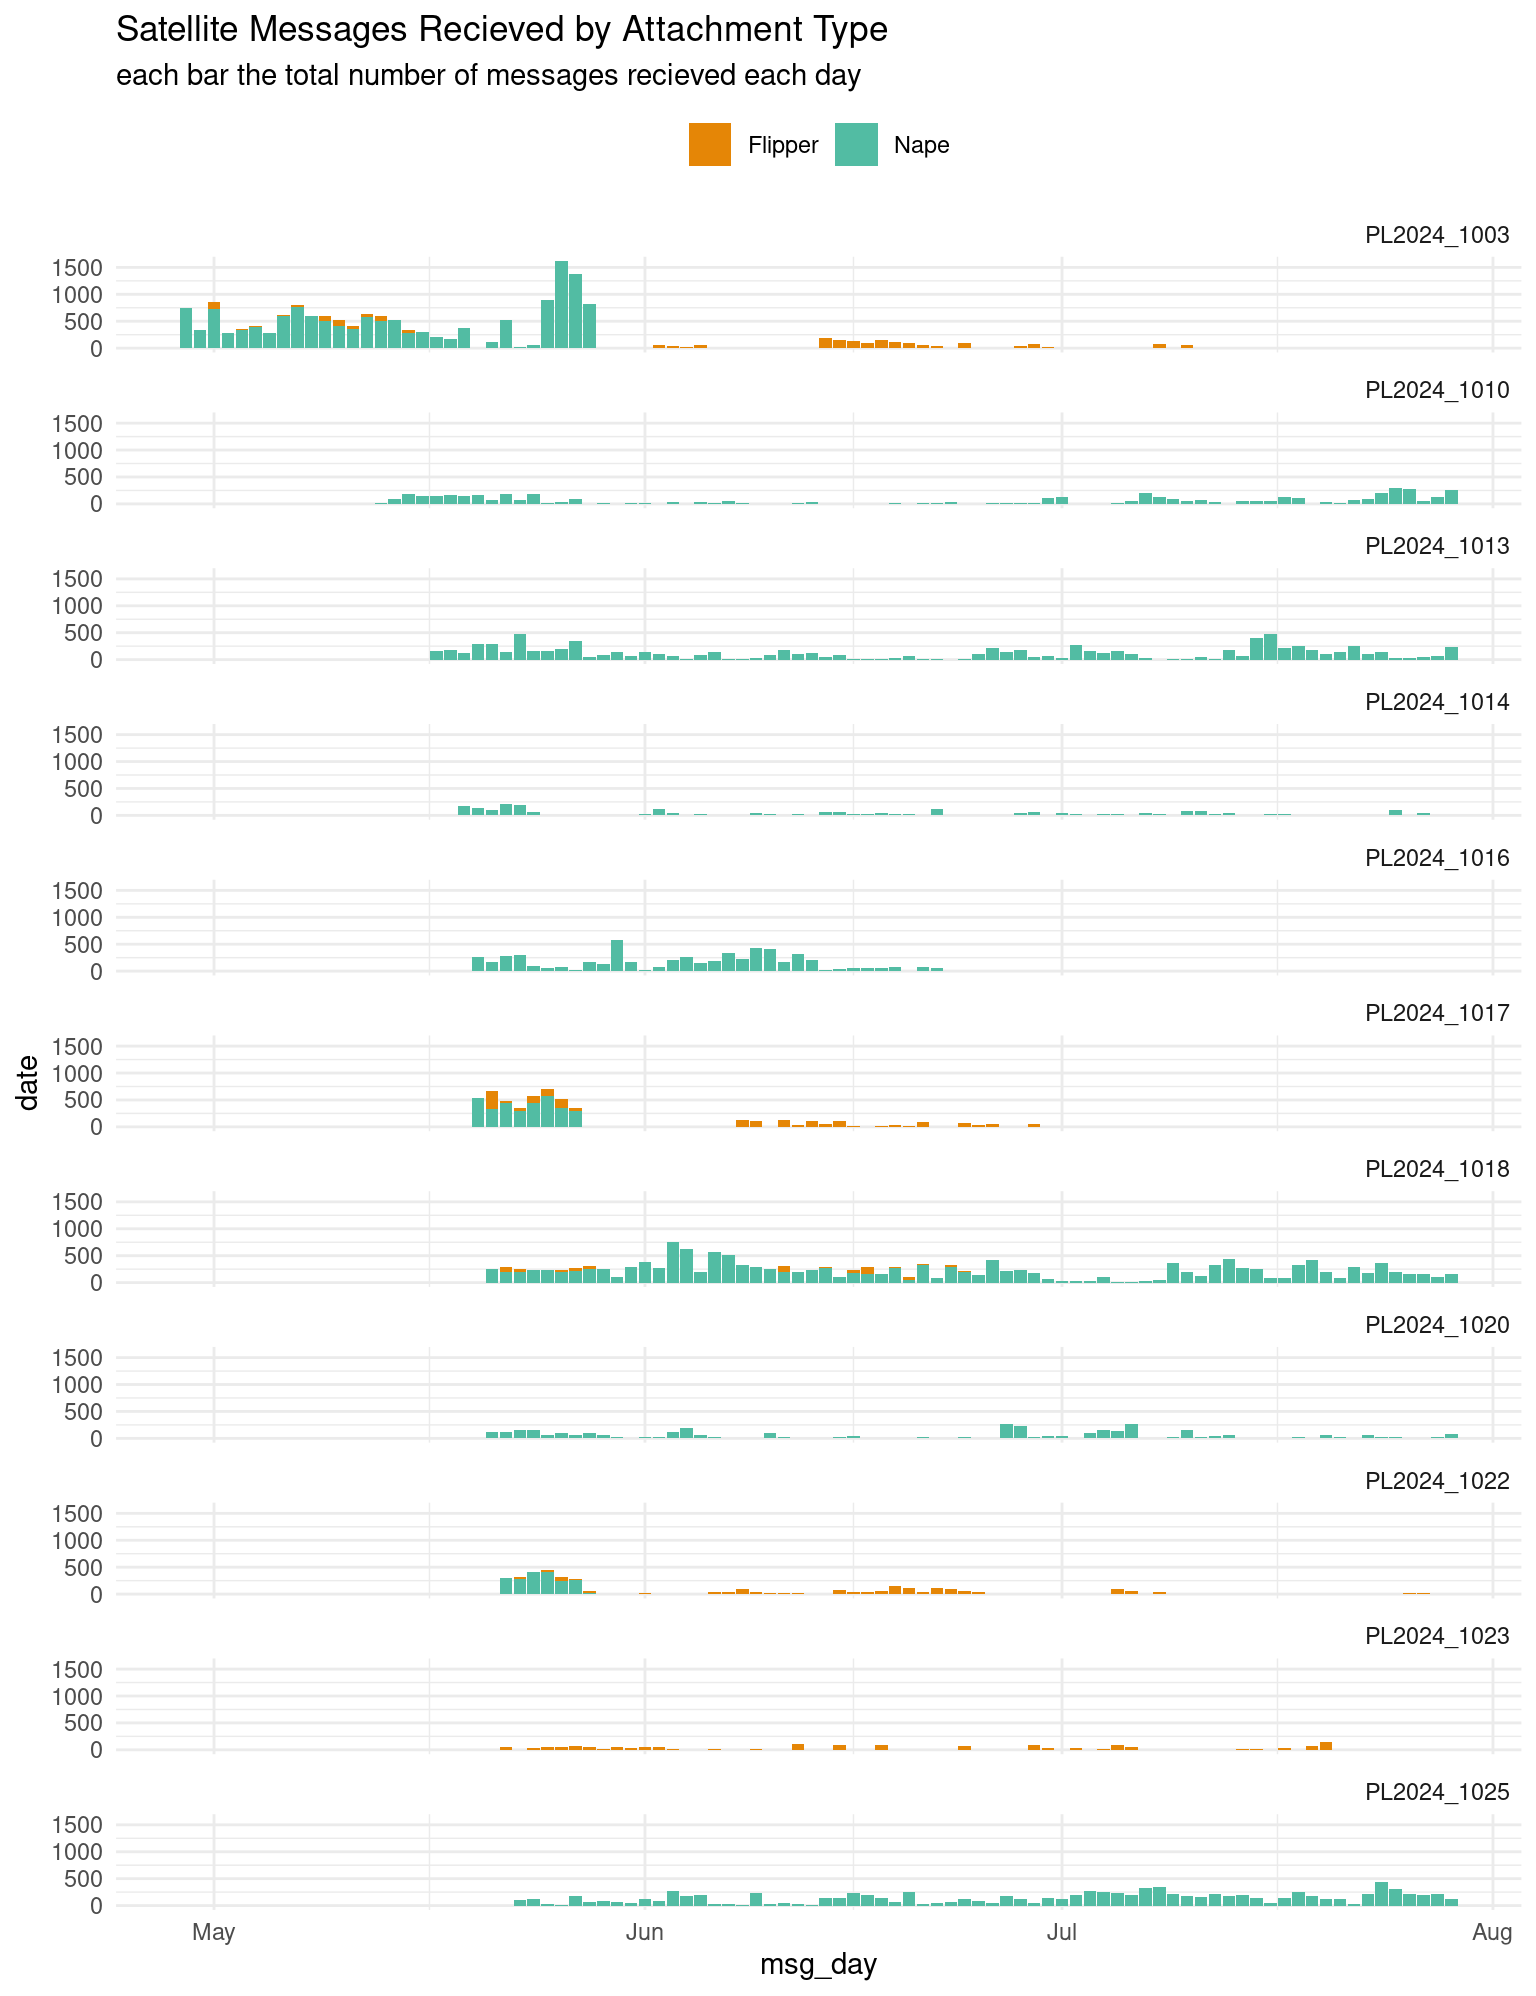 Satellite Messages Recieved by Attachment Type
each bar the total number of messages recieved each day
Flipper
Nape
PL2024_1003
1500
1000
500
0
PL2024_1010
1500
1000
500
0
PL2024_1013
1500
1000
500
0
PL2024_1014
1500
1000
500
0
PL2024_1016
1500
1000
500
0
PL2024_1017
1500
1000
500
0
date
PL2024_1018
1500
1000
500
0
PL2024_1020
1500
1000
500
0
PL2024_1022
1500
1000
500
0
PL2024_1023
1500
1000
500
0
PL2024_1025
1500
1000
500
0
May Jun Jul Aug
msg_day